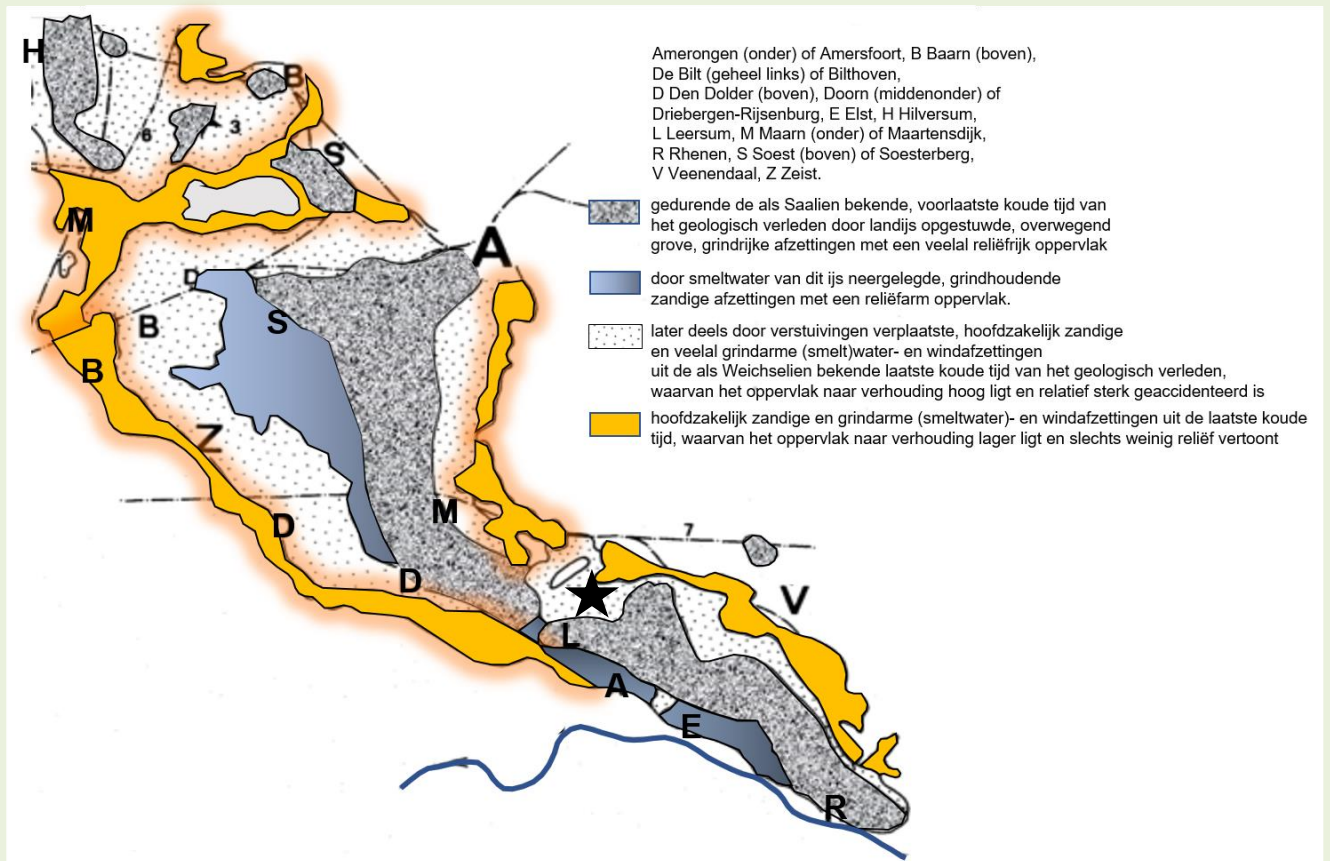 H
B
6
3
S
M
A
D
S
B
B
Z
M
D
D
7
V
L
A
E
R
Amerongen (onder) of Amersfoort, B Baarn (boven),
De Bilt (geheel links) of Bilthoven,
D Den Dolder (boven), Doorn (middenonder) of
Driebergen-Rijsenburg, E Elst, H Hilversum,
L Leersum, M Maarn (onder) of Maartensdijk,
R Rhenen, S Soest (boven) of Soesterberg,
V Veenendaal, Z Zeist.
gedurende de als Saalien bekende, voorlaatste koude tijd van
het geologisch verleden door landijs opgestuwde, overwegend
grove, grindrijke afzettingen met een veelal reliëfrijk oppervlak
door smeltwater van dit ijs neergelegde, grindhoudende
zandige afzettingen met een reliëfarm oppervlak.
later deels door verstuivingen verplaatste, hoofdzakelijk zandige
en veelal grindarme (smelt)water- en windafzettingen
uit de als Weichselien bekende laatste koude tijd van het geologisch verleden,
waarvan het oppervlak naar verhouding hoog ligt en relatief sterk geaccidenteerd is
hoofdzakelijk zandige en grindarme (smeltwater)- en windafzettingen uit de laatste koude
tijd, waarvan het oppervlak naar verhouding lager ligt en slechts weinig reliëf vertoont